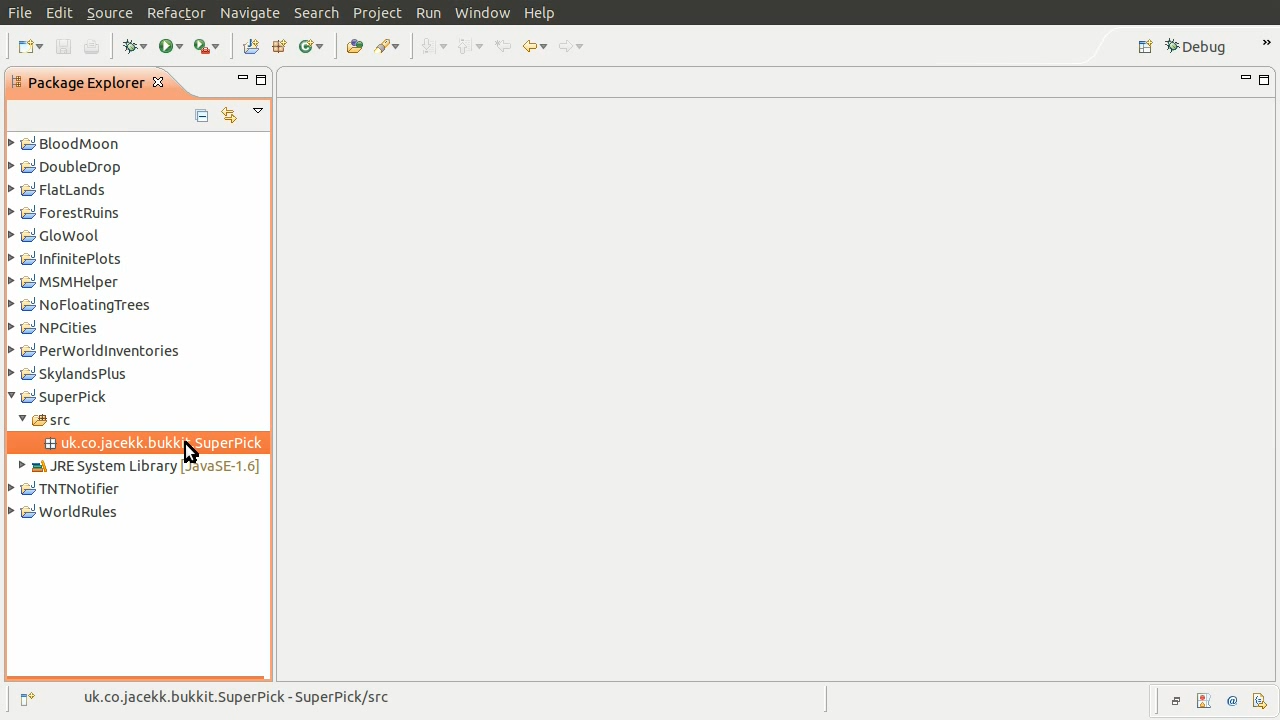 File Edit Source Refactor Navigate Search Project Run Window Help
Debug
Package Explorer
BloodMoon
DoubleDrop
FlatLands
ForestRuins
GloWool
InfinitePlots
MSMHelper
NoFloatingTrees
NPCities
PerWorldInventories
SkylandsPlus
SuperPick
src
uk.co.jacekk.bukkit.SuperPick
JRE System Library [JavaSE-1.6]
TNTNotifier
WorldRules
uk.co.jacekk.bukkit.SuperPick - SuperPick/src